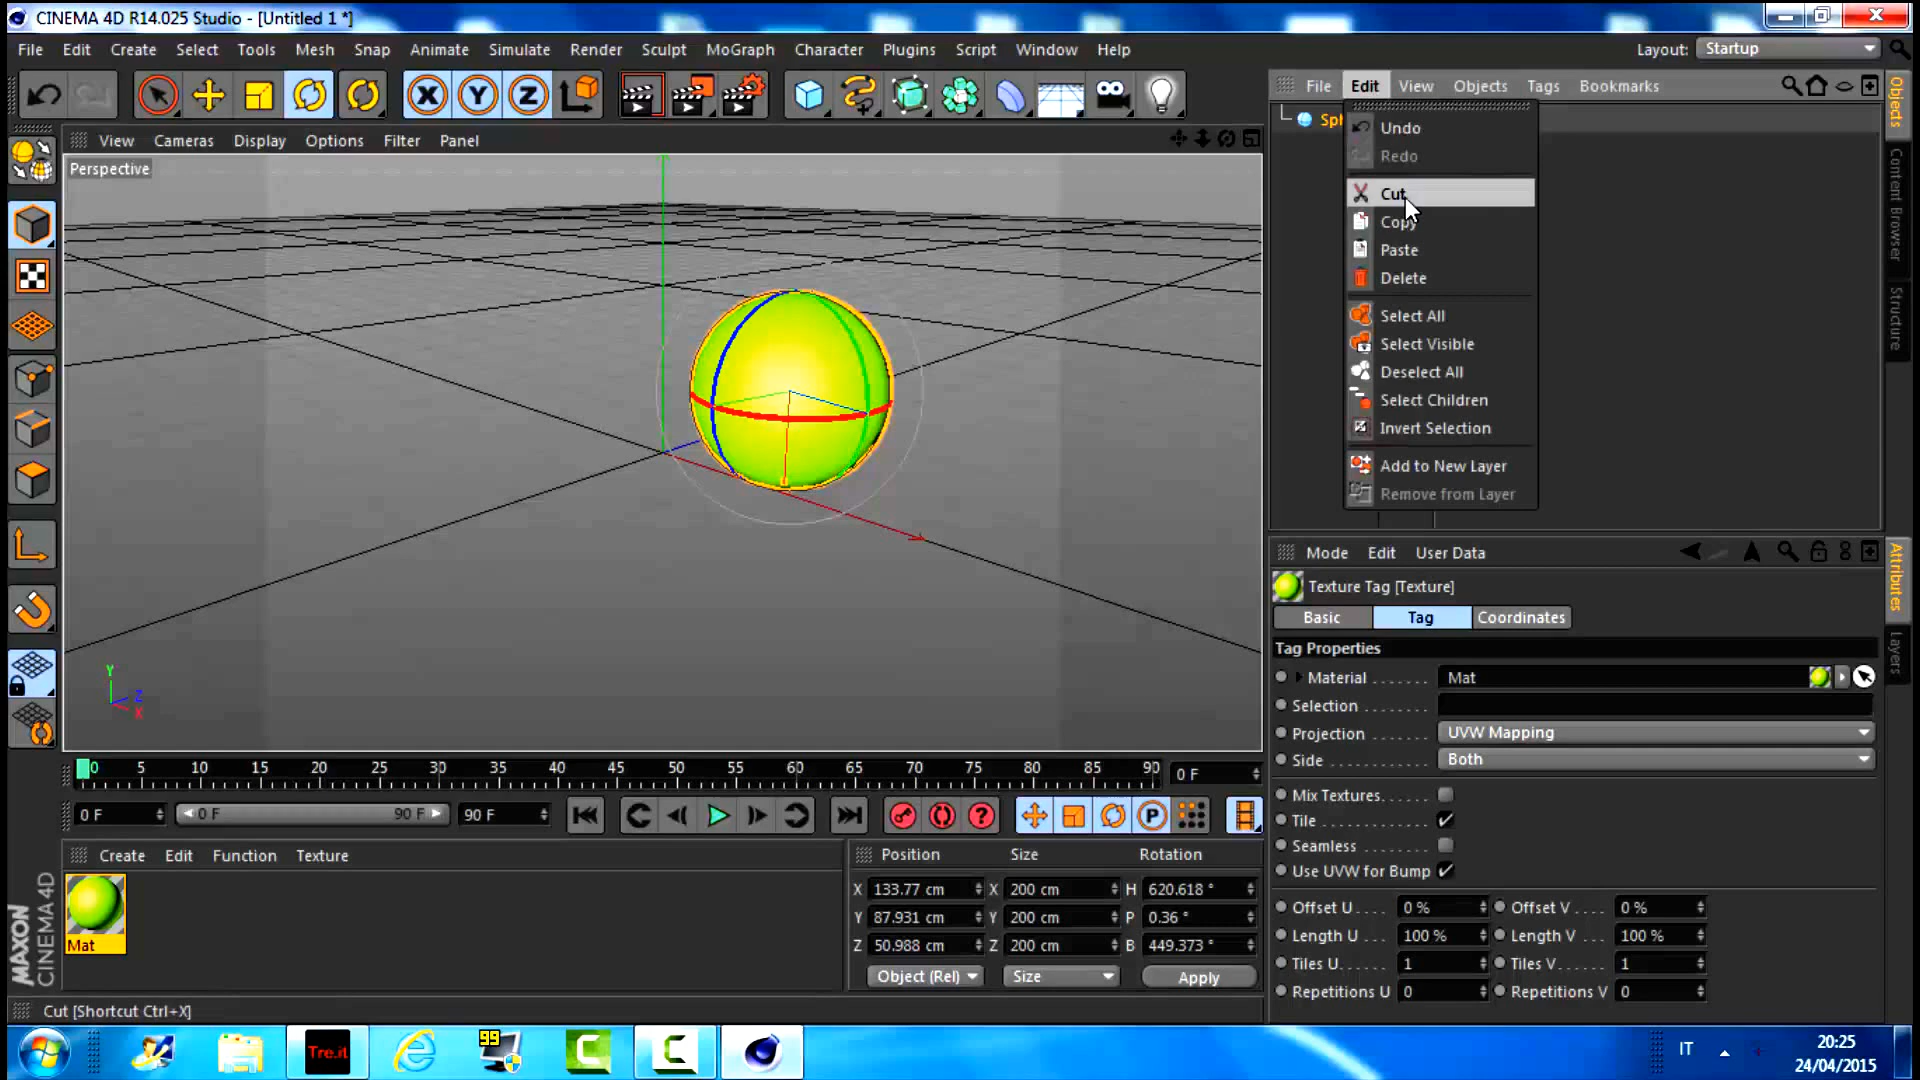 CINEMA 4D R14.025 Studio - [Untitled 1 *]
File Edit Create Select Tools Mesh Snap Animate Simulate Render Sculpt MoGraph Character Plugins Script Window Help
Layout: Startup
X Y Z
File Edit View Objects Tags Bookmarks
Objects
Content Browser
Structure
View Cameras Display Options Filter Panel
Perspective
Sph
Undo
Redo
Cut
Copy
Paste
Delete
Select All
Select Visible
Deselect All
Select Children
Invert Selection
Add to New Layer
Remove from Layer
Y
Z
X
Mode Edit User Data
Attributes
Layers
Texture Tag [Texture]
Basic Tag Coordinates
Tag Properties
Material Mat
Selection
Projection UVW Mapping
Side Both
Mix Textures
Tile
Seamless
Use UVW for Bump
Offset U 0 % Offset V 0 %
Length U 100 % Length V 100 %
Tiles U 1 Tiles V 1
Repetitions U 0 Repetitions V 0
0 5 10 15 20 25 30 35 40 45 50 55 60 65 70 75 80 85 90 0 F
0 F 0 F 90 F 90 F
P
Create Edit Function Texture
Mat
Position Size Rotation
X 133.77 cm X 200 cm H 620.618 °
Y 87.931 cm Y 200 cm P 0.36 °
Z 50.988 cm Z 200 cm B 449.373 °
Object (Rel) Size Apply
MAXON
CINEMA 4D
Cut [Shortcut Ctrl+X]
Tre.it
99
IT
20:25
24/04/2015